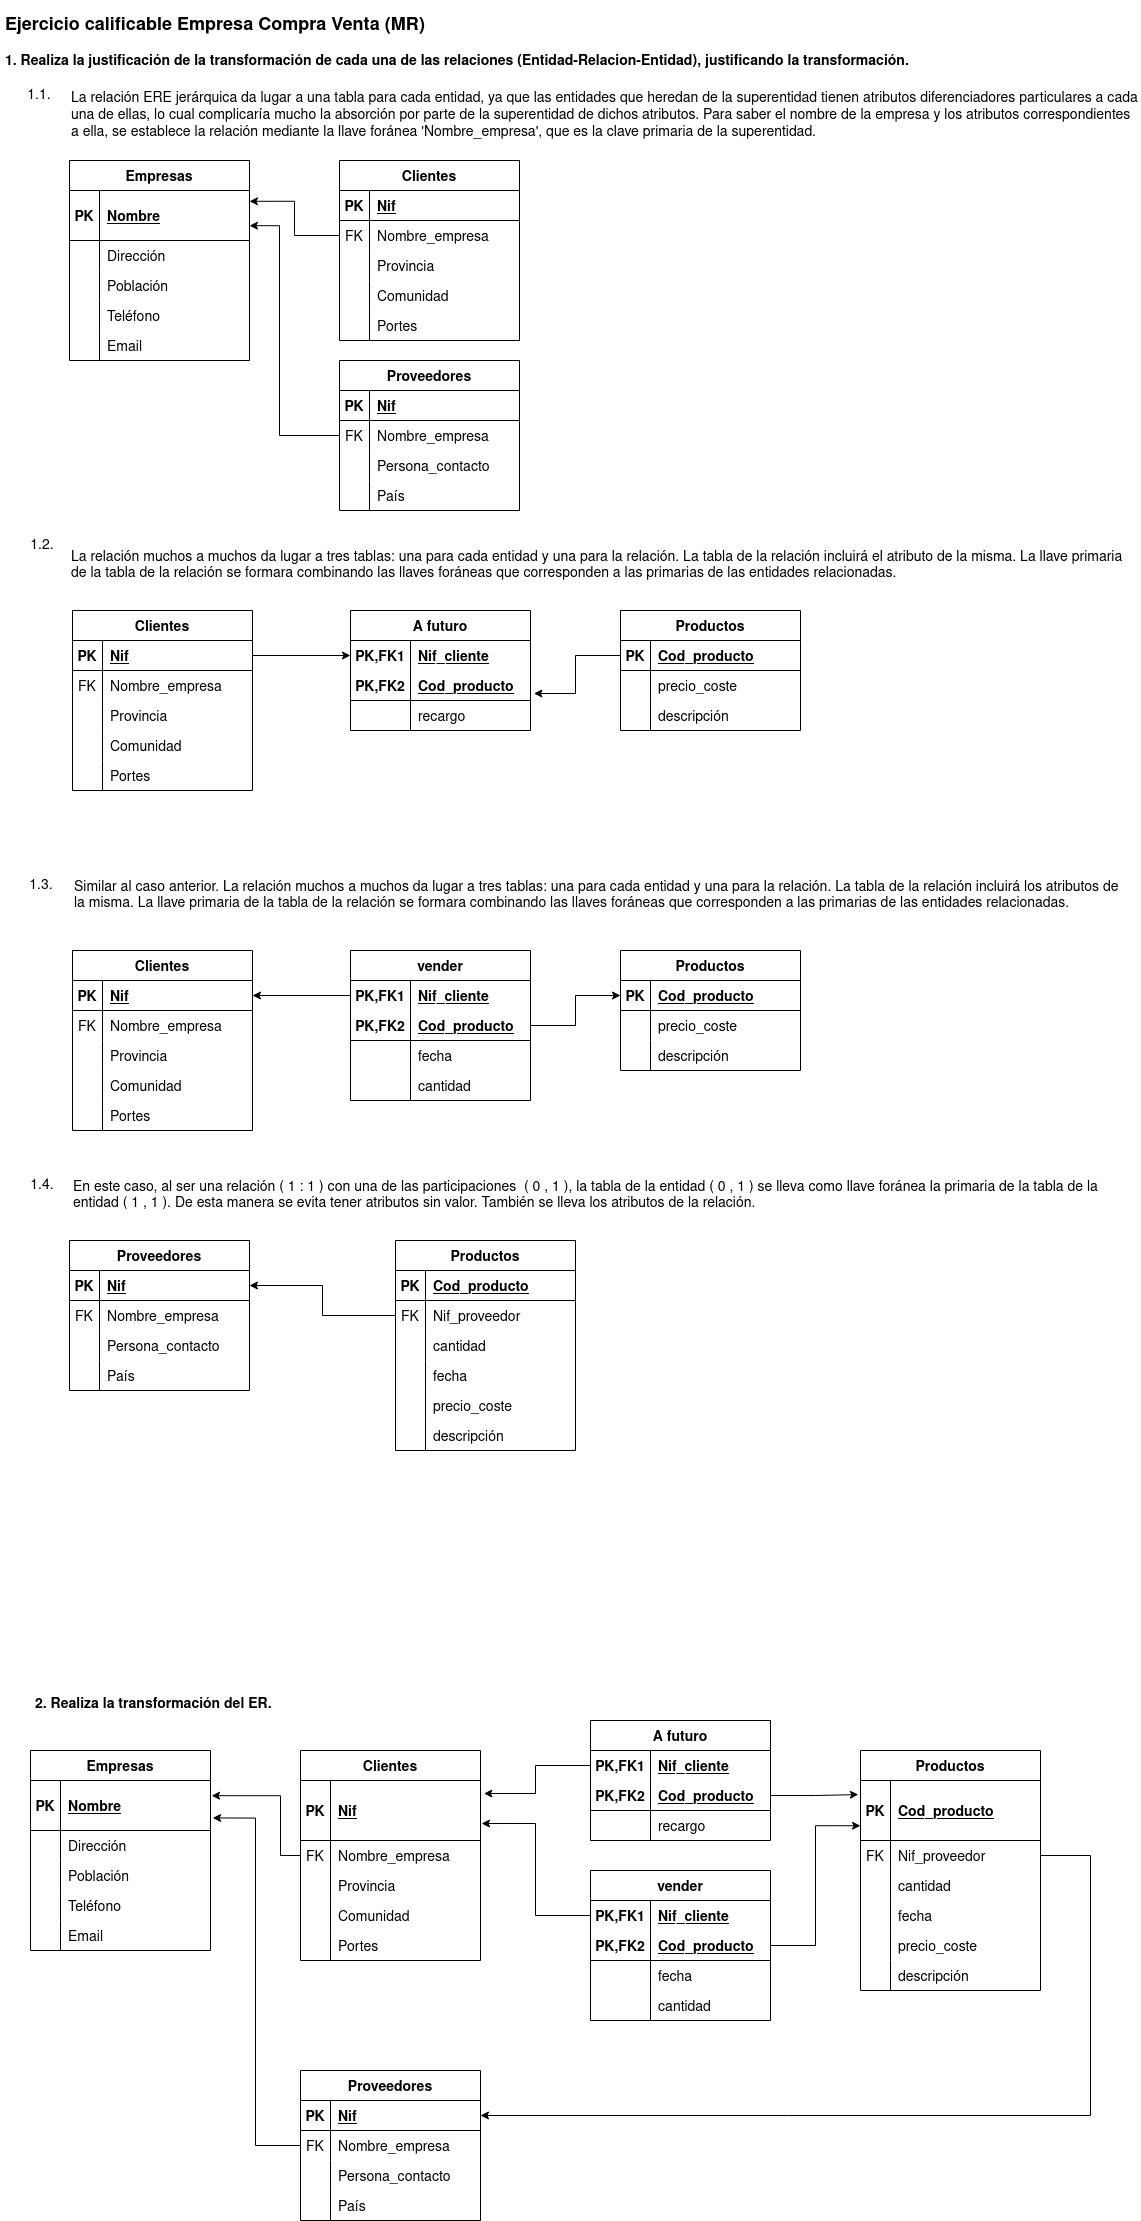 Ejercicio calificable Empresa Compra Venta (MR)
1. Realiza la justificación de la transformación de cada una de las relaciones (Entidad-Relacion-Entidad), justificando la transformación.
1.1.
La relación ERE jerárquica da lugar a una tabla para cada entidad, ya que las entidades que heredan de la superentidad tienen atributos diferenciadores particulares a cada
una de ellas, lo cual complicaría mucho la absorción por parte de la superentidad de dichos atributos. Para saber el nombre de la empresa y los atributos correspondientes
a ella, se establece la relación mediante la llave foránea 'Nombre_empresa', que es la clave primaria de la superentidad.
Empresas
PK Nombre
Dirección
Población
Teléfono
Email
Clientes
PK Nif
FK Nombre_empresa
Provincia
Comunidad
Portes
Proveedores
PK Nif
FK Nombre_empresa
Persona_contacto
País
1.2.
La relación muchos a muchos da lugar a tres tablas: una para cada entidad y una para la relación. La tabla de la relación incluirá el atributo de la misma. La llave primaria
de la tabla de la relación se formara combinando las llaves foráneas que corresponden a las primarias de las entidades relacionadas.
Clientes
PK Nif
FK Nombre_empresa
Provincia
Comunidad
Portes
A futuro
PK,FK1 Nif_cliente
PK,FK2 Cod_producto
recargo
Productos
PK Cod_producto
precio_coste
descripción
1.3.
Similar al caso anterior. La relación muchos a muchos da lugar a tres tablas: una para cada entidad y una para la relación. La tabla de la relación incluirá los atributos de
la misma. La llave primaria de la tabla de la relación se formara combinando las llaves foráneas que corresponden a las primarias de las entidades relacionadas.
Clientes
PK Nif
FK Nombre_empresa
Provincia
Comunidad
Portes
vender
PK,FK1 Nif_cliente
PK,FK2 Cod_producto
fecha
cantidad
Productos
PK Cod_producto
precio_coste
descripción
1.4.
En este caso, al ser una relación ( 1 : 1 ) con una de las participaciones ( 0 , 1 ), la tabla de la entidad ( 0 , 1 ) se lleva como llave foránea la primaria de la tabla de la
entidad ( 1 , 1 ). De esta manera se evita tener atributos sin valor. También se lleva los atributos de la relación.
Proveedores
PK Nif
FK Nombre_empresa
Persona_contacto
País
Productos
PK Cod_producto
FK Nif_proveedor
cantidad
fecha
precio_coste
descripción
2. Realiza la transformación del ER.
Empresas
PK Nombre
Dirección
Población
Teléfono
Email
Clientes
PK Nif
FK Nombre_empresa
Provincia
Comunidad
Portes
A futuro
PK,FK1 Nif_cliente
PK,FK2 Cod_producto
recargo
vender
PK,FK1 Nif_cliente
PK,FK2 Cod_producto
fecha
cantidad
Productos
PK Cod_producto
FK Nif_proveedor
cantidad
fecha
precio_coste
descripción
Proveedores
PK Nif
FK Nombre_empresa
Persona_contacto
País